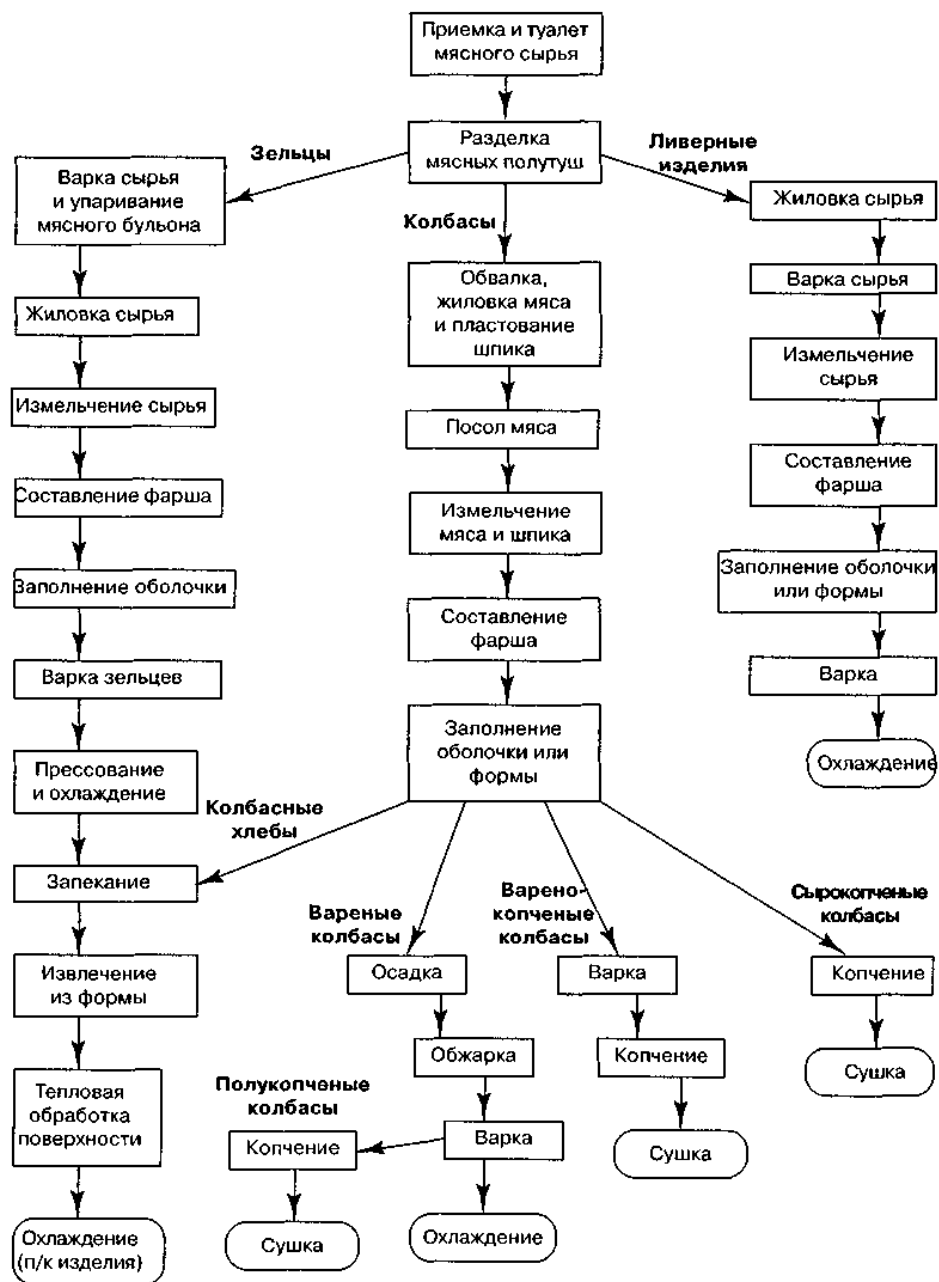 Приемка и туалет
мясного сырья
Разделка
мясных полутуш
Зельцы
Ливерные
изделия
Колбасы
Варка сырья
и упаривание
мясного бульона
Жиловка сырья
Измельчение сырья
Составление фарша
Заполнение оболочки
Варка зельцев
Прессование
и охлаждение
Запекание
Извлечение
из формы
Тепловая
обработка
поверхности
Охлаждение
(п/к изделия)
Обвалка,
жиловка мяса
и пластование
шпика
Посол мяса
Измельчение
мяса и шпика
Составление
фарша
Заполнение
оболочки или
формы
Жиловка сырья
Варка сырья
Измельчение
сырья
Составление
фарша
Заполнение оболочки
или формы
Варка
Охлаждение
Колбасные
хлебы
Вареные
колбасы
Осадка
Обжарка
Варка
Охлаждение
Полукопченые
колбасы
Копчение
Сушка
Варено-
копченые
колбасы
Варка
Копчение
Сушка
Сырокопченые
колбасы
Копчение
Сушка